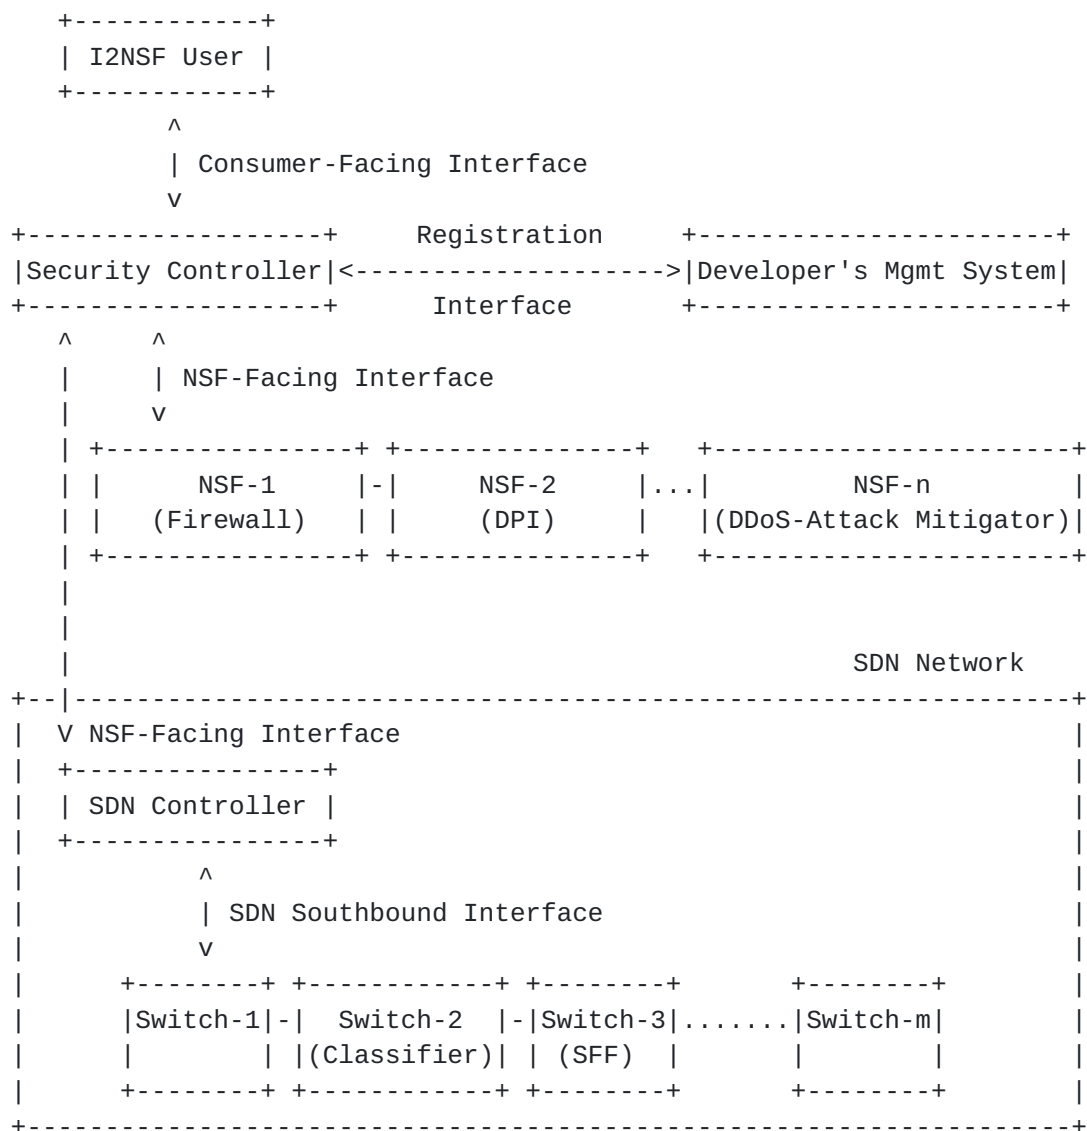 I2NSF User
Consumer-Facing Interface
Registration
Security Controller Developer's Mgmt System
Interface
NSF-Facing Interface
NSF-1 NSF-2 ... NSF-n
(Firewall) (DPI) (DDoS-Attack Mitigator)
SDN Network
NSF-Facing Interface
SDN Controller
SDN Southbound Interface
Switch-1 - Switch-2 - Switch-3 ....... Switch-m
(Classifier) (SFF)